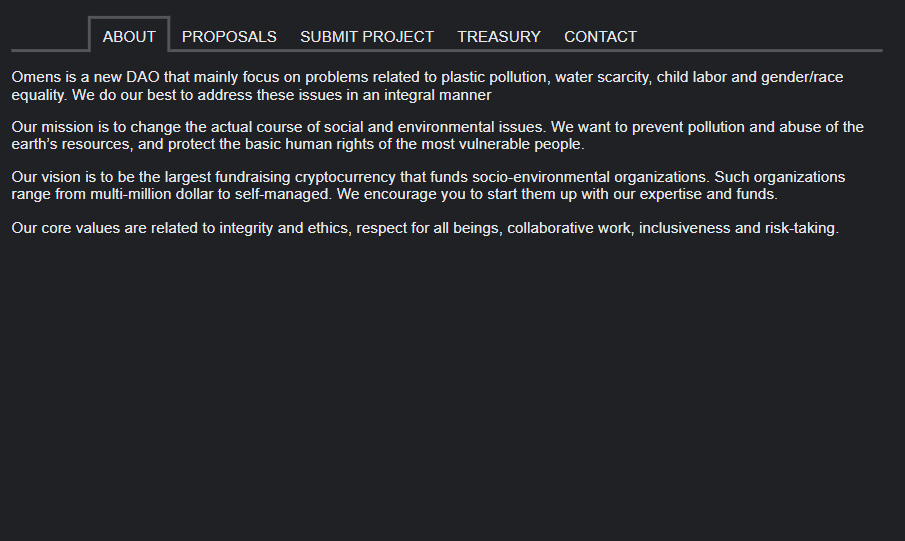 ABOUT PROPOSALS SUBMIT PROJECT TREASURY CONTACT
Omens is a new DAO that mainly focus on problems related to plastic pollution, water scarcity, child labor and gender/race
equality. We do our best to address these issues in an integral manner
Our mission is to change the actual course of social and environmental issues. We want to prevent pollution and abuse of the
earth's resources, and protect the basic human rights of the most vulnerable people.
Our vision is to be the largest fundraising cryptocurrency that funds socio-environmental organizations. Such organizations
range from multi-million dollar to self-managed. We encourage you to start them up with our expertise and funds.
Our core values are related to integrity and ethics, respect for all beings, collaborative work, inclusiveness and risk-taking.